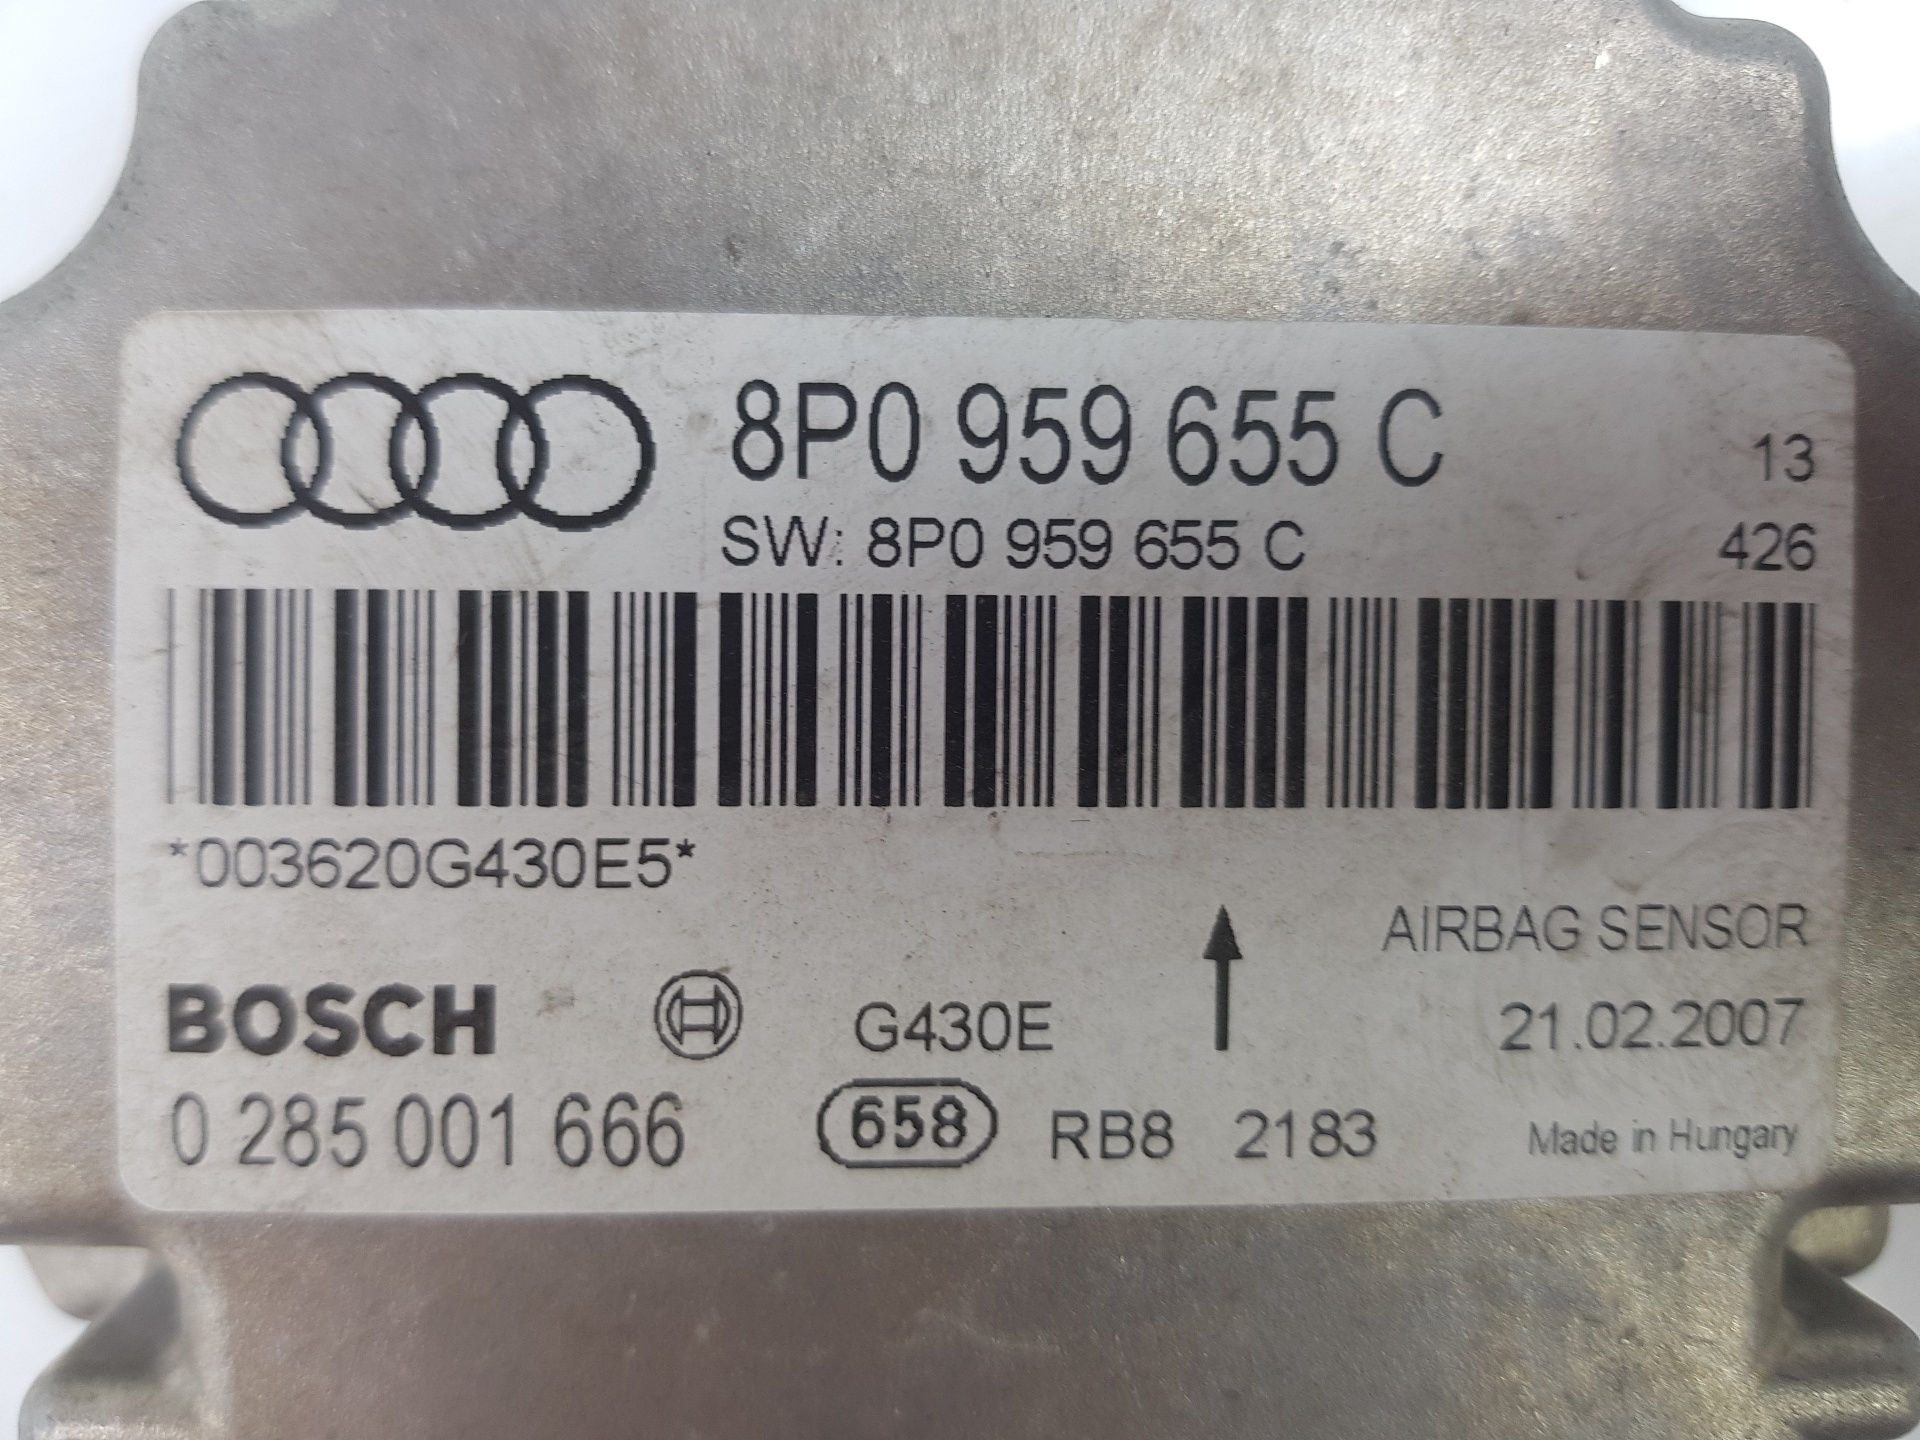 8P0 959 655 C 13
SW: 8P0 959 655 C 426
*003620G430E5*
AIRBAG SENSOR
BOSCH G430E 21.02.2007
0 285 001 666 658 RB8 2183 Made in Hungary